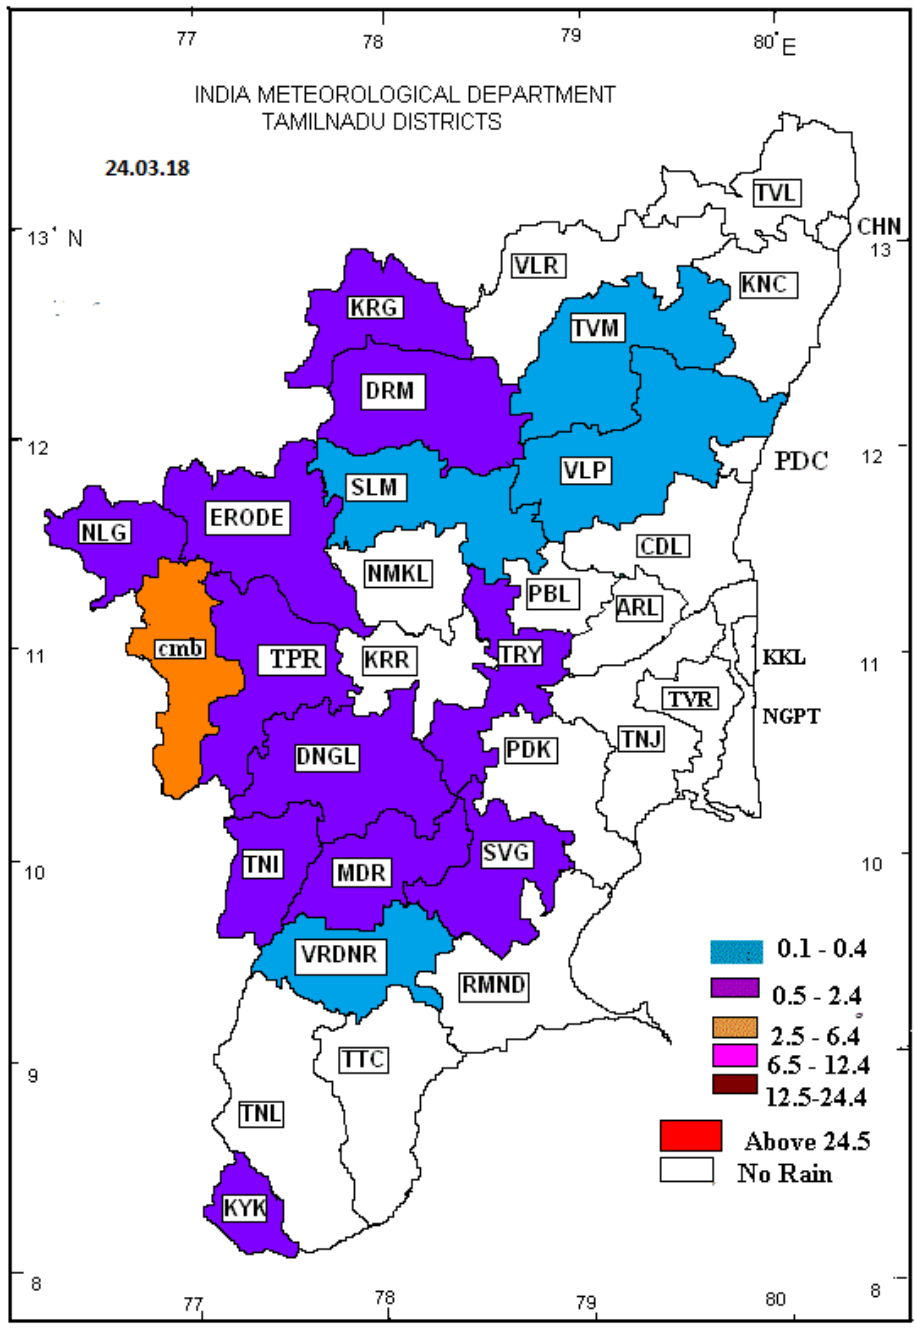 77 78 79 80° E
INDIA METEOROLOGICAL DEPARTMENT
TAMILNADU DISTRICTS
24.03.18
TVL
CHN
13° N
13
VLR
KNC
KRG
TVM
DRM
12
PDC
12
VLP
SLM
ERODE
NLG
CDL
NMKL
PBL
ARL
cmb
TPR
KRR
TRY
11
KKL
11
TVR
NGPT
TNJ
DNGL
PDK
10
TNI
MDR
SVG
10
VRDNR
RMND
0.1 - 0.4
0.5 - 2.4
2.5 - 6.4
6.5 - 12.4
12.5-24.4
Above 24.5
No Rain
9
TTC
9
TNL
KYK
8
8
77 78 79 80